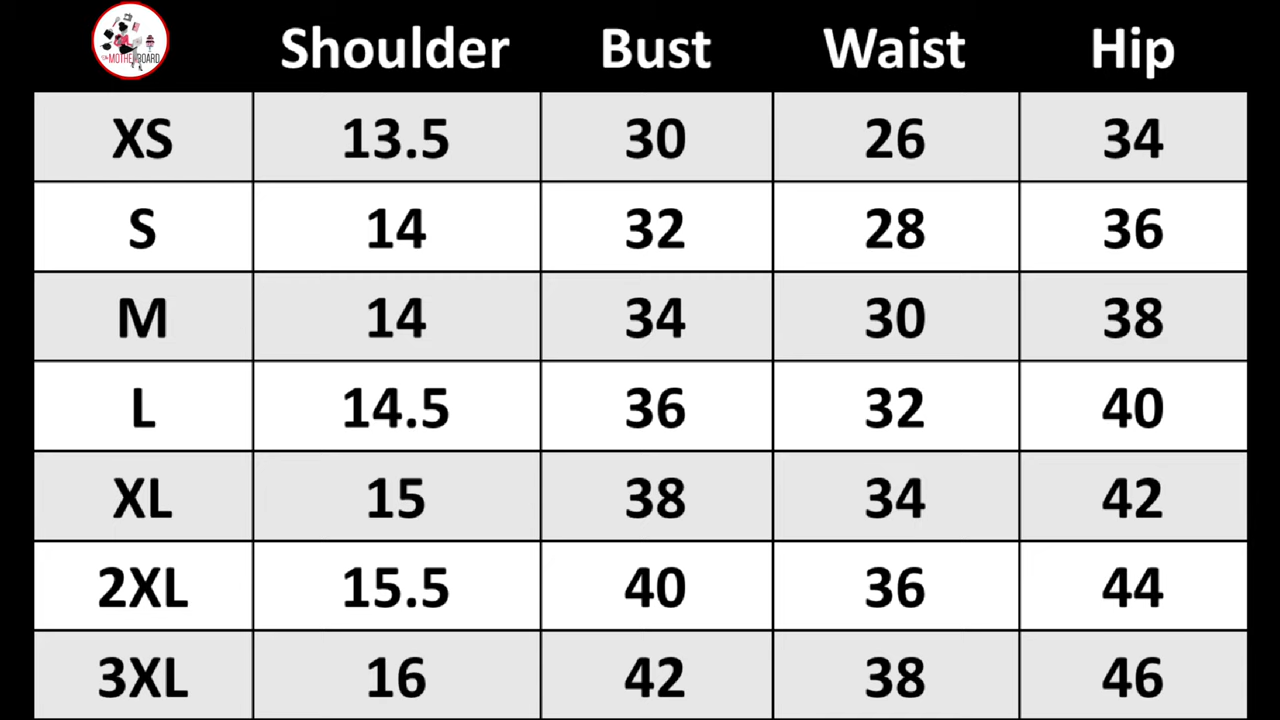 The MOTHERBOARD
Shoulder Bust Waist Hip
XS 13.5 30 26 34
S 14 32 28 36
M 14 34 30 38
L 14.5 36 32 40
XL 15 38 34 42
2XL 15.5 40 36 44
3XL 16 42 38 46